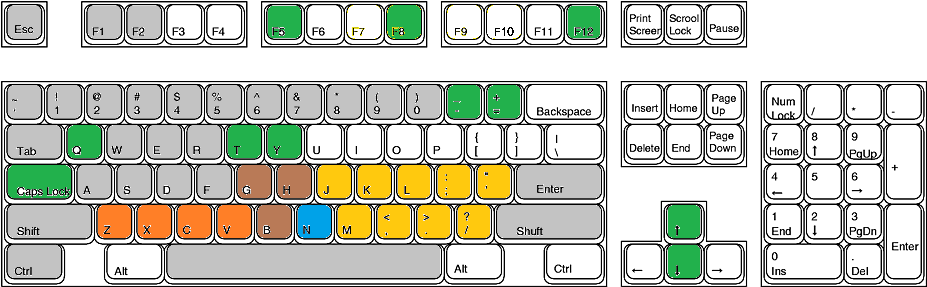 Esc F1 F2 F3 F4 F5 F6 F7 F8 F9 F10 F11 F12 Print Screen Scrool Lock Pause
~ ! @ # $ % ^ & * ( ) _ +
` 1 2 3 4 5 6 7 8 9 0 - = Backspace
Insert Home Page Up
Num Lock / * -
Tab Q W E R T Y U I O P { [ } ] | \
Delete End Page Down
7 Home 8 ↑ 9 PgUp +
Caps Lock A S D F G H J K L : ; " ' Enter
4 ← 5 6 →
Shift Z X C V B N M < , > . ? / Shuft
↑
1 End 2 ↓ 3 PgDn Enter
Ctrl Alt Alt Ctrl
← ↓ →
0 Ins . Del